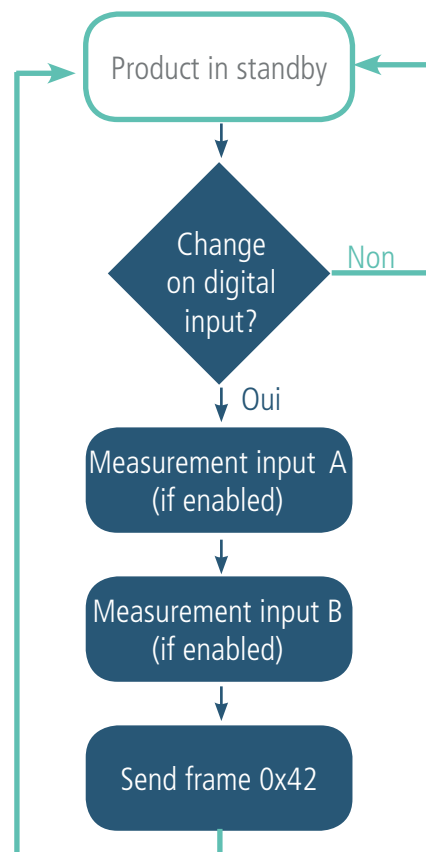 Product in standby
Change
on digital
input?
Non
Oui
Measurement input A
(if enabled)
Measurement input B
(if enabled)
Send frame 0x42